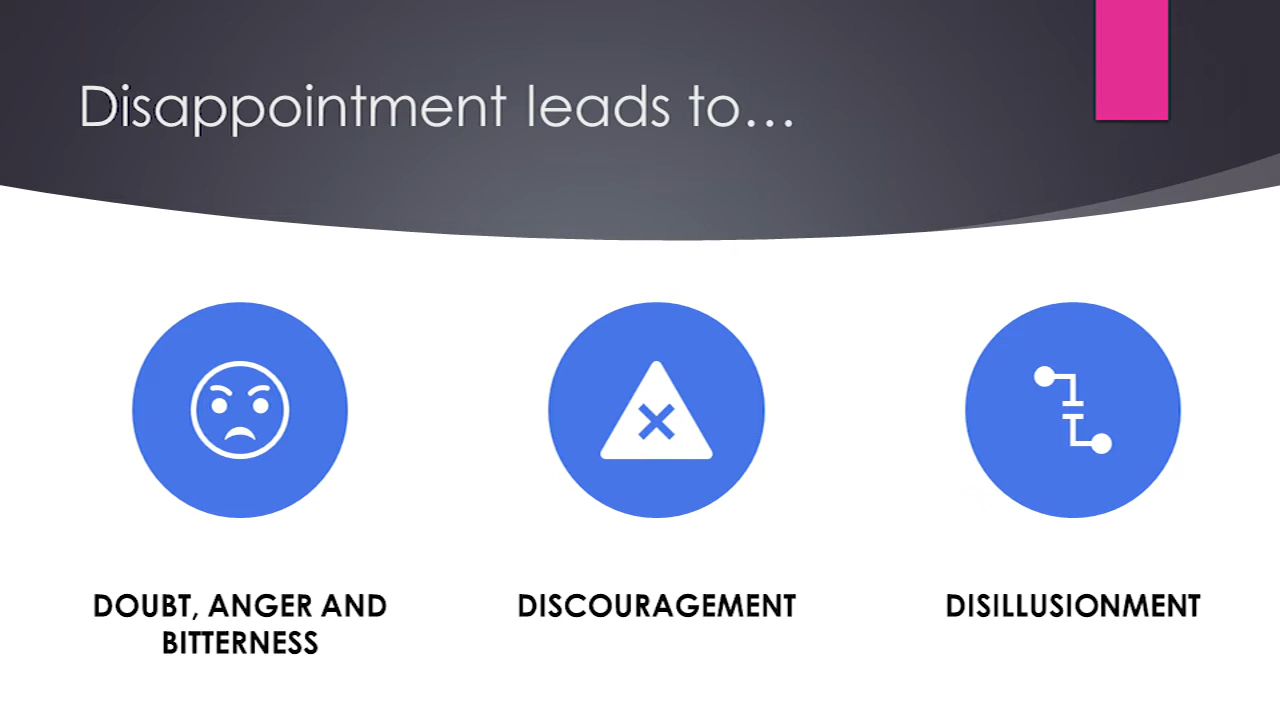 Disappointment leads to…
DOUBT, ANGER AND
BITTERNESS
DISCOURAGEMENT
DISILLUSIONMENT